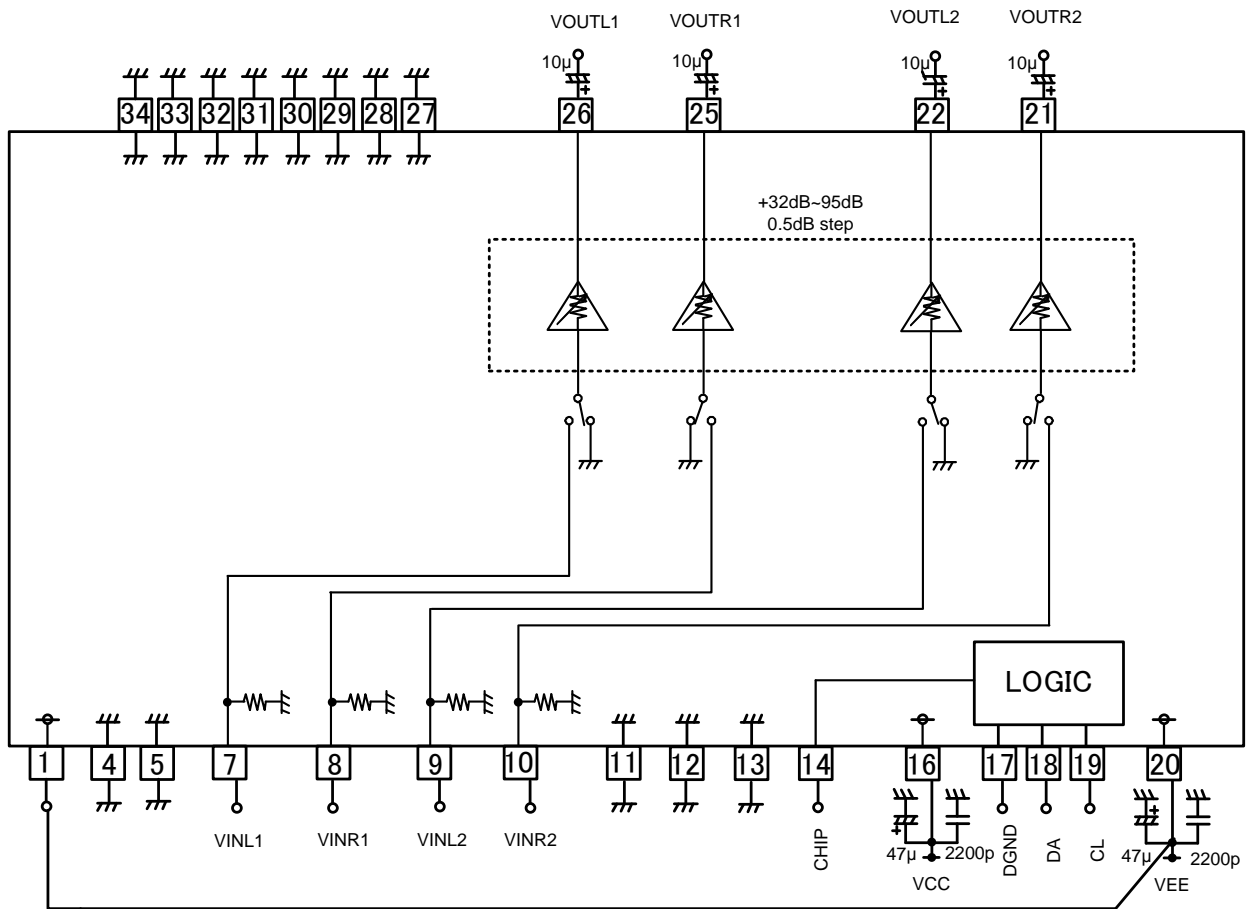 VOUTL1 VOUTR1 VOUTL2 VOUTR2
10μ 10μ 10μ 10μ
+ + + +
34 33 32 31 30 29 28 27 26 25 22 21
+32dB~95dB
0.5dB step
LOGIC
1 4 5 7 8 9 10 11 12 13 14 16 17 18 19 20
VINL1 VINR1 VINL2 VINR2 CHIP DGND DA CL
+ +
47μ 2200p 47μ 2200p
VCC VEE